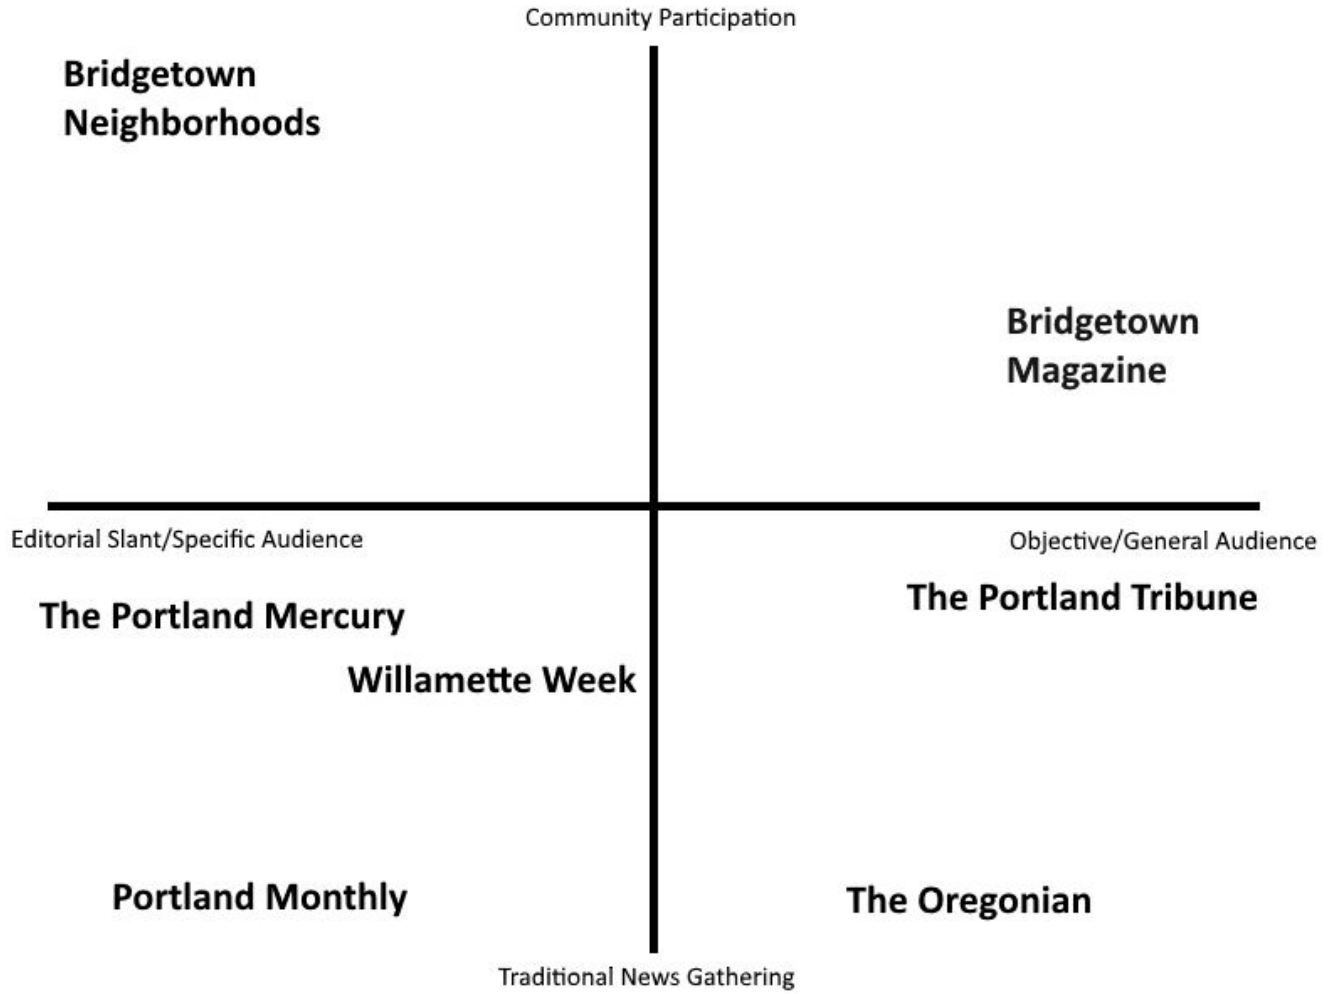 Community Participation
Bridgetown
Neighborhoods
Bridgetown
Magazine
Editorial Slant/Specific Audience
Objective/General Audience
The Portland Mercury
The Portland Tribune
Willamette Week
Portland Monthly
The Oregonian
Traditional News Gathering